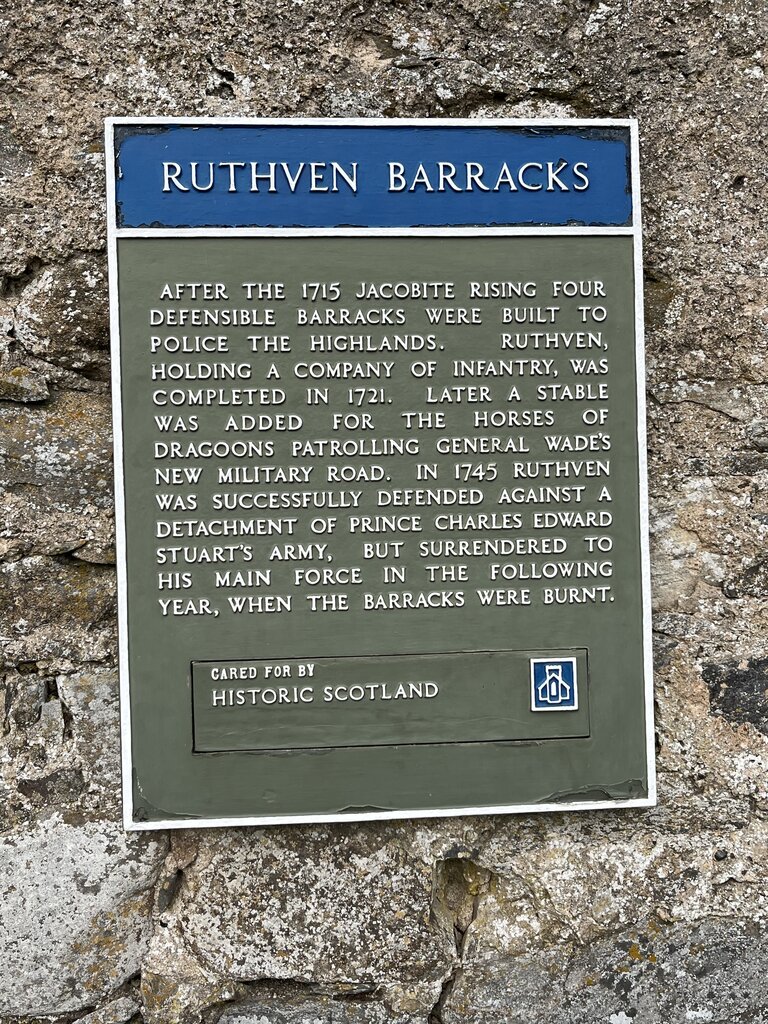 RUTHVEN BARRACKS
AFTER THE 1715 JACOBITE RISING FOUR
DEFENSIBLE BARRACKS WERE BUILT TO
POLICE THE HIGHLANDS. RUTHVEN,
HOLDING A COMPANY OF INFANTRY, WAS
COMPLETED IN 1721. LATER A STABLE
WAS ADDED FOR THE HORSES OF
DRAGOONS PATROLLING GENERAL WADE'S
NEW MILITARY ROAD. IN 1745 RUTHVEN
WAS SUCCESSFULLY DEFENDED AGAINST A
DETACHMENT OF PRINCE CHARLES EDWARD
STUART'S ARMY, BUT SURRENDERED TO
HIS MAIN FORCE IN THE FOLLOWING
YEAR, WHEN THE BARRACKS WERE BURNT.
CARED FOR BY
HISTORIC SCOTLAND